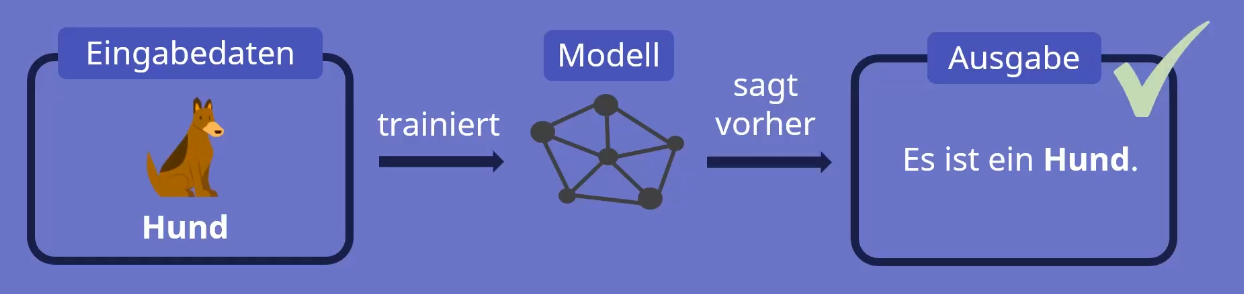 Eingabedaten
Hund
trainiert
Modell
sagt
vorher
Ausgabe
Es ist ein Hund.